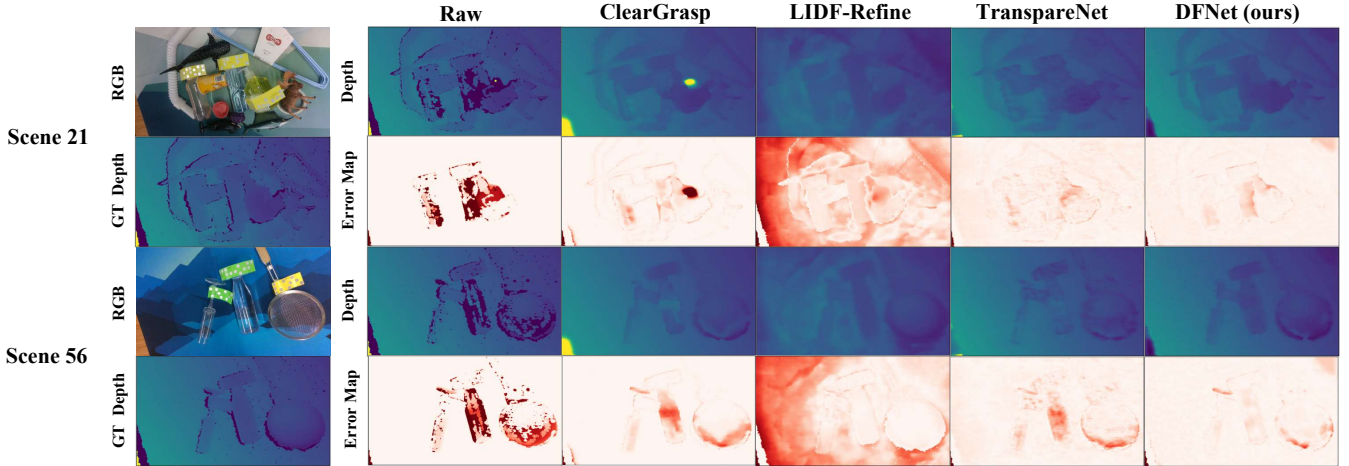 Raw ClearGrasp LIDF-Refine TranspareNet DFNet (ours)
Scene 21
RGB
Depth
GT Depth
Error Map
Scene 56
RGB
Depth
GT Depth
Error Map